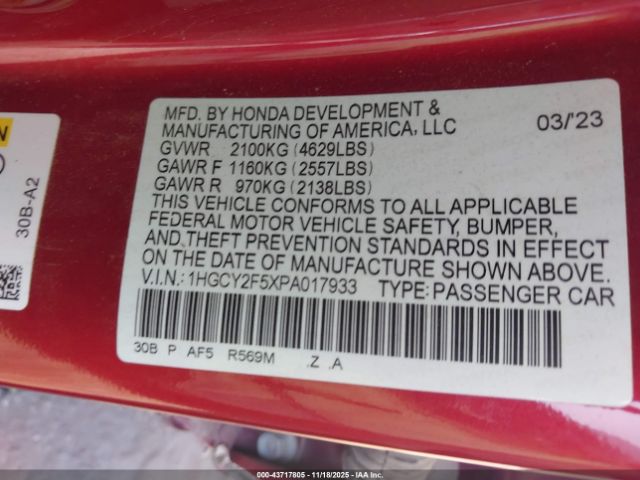 MFD. BY HONDA DEVELOPMENT &
MANUFACTURING OF AMERICA, LLC 03/'23
GVWR 2100KG (4629LBS)
GAWR F 1160KG (2557LBS)
GAWR R 970KG (2138LBS)
THIS VEHICLE CONFORMS TO ALL APPLICABLE
FEDERAL MOTOR VEHICLE SAFETY, BUMPER,
AND THEFT PREVENTION STANDARDS IN EFFECT
ON THE DATE OF MANUFACTURE SHOWN ABOVE.
V.I.N.: 1HGCY2F5XPA017933 TYPE: PASSENGER CAR
30B P AF5 R569M .Z .A
30B-A2
000-43717805 - 11/18/2025 - IAAI.COM